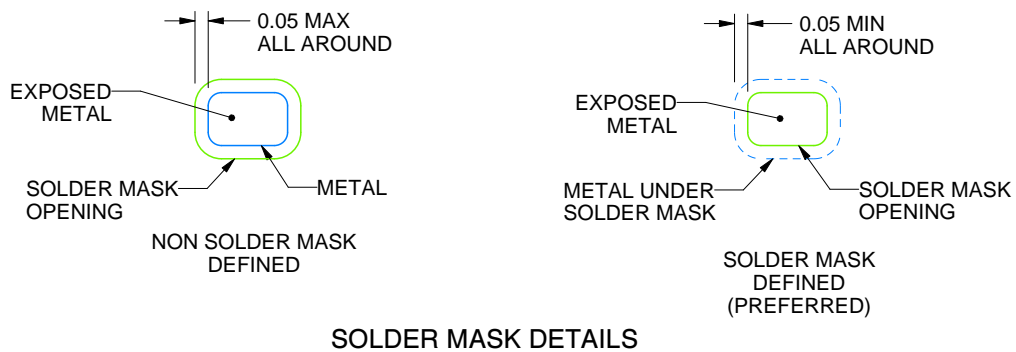 0.05 MAX
ALL AROUND
EXPOSED
METAL
SOLDER MASK
OPENING
METAL
NON SOLDER MASK
DEFINED
0.05 MIN
ALL AROUND
EXPOSED
METAL
METAL UNDER
SOLDER MASK
SOLDER MASK
OPENING
SOLDER MASK
DEFINED
(PREFERRED)
SOLDER MASK DETAILS